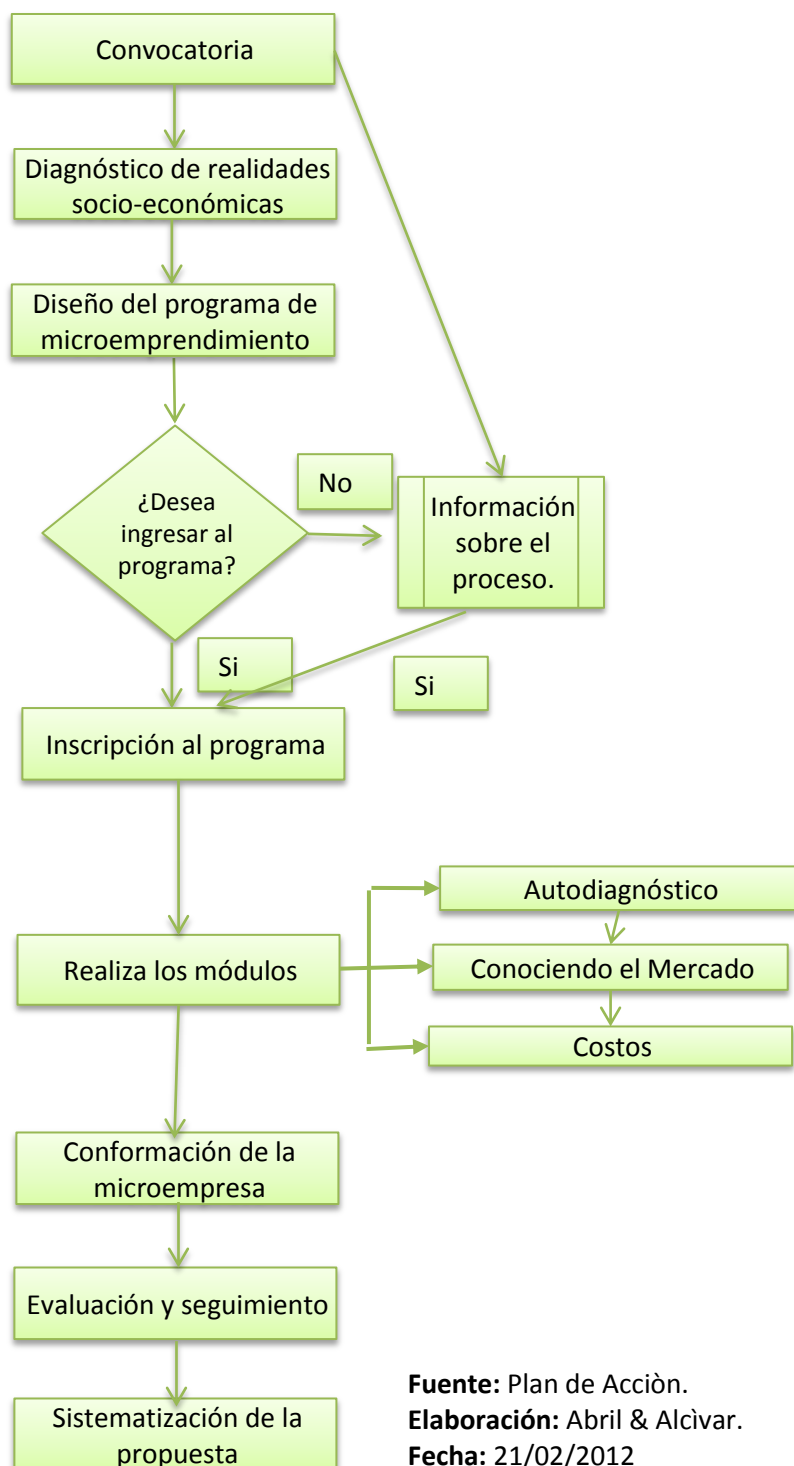 Convocatoria
Diagnóstico de realidades
socio-económicas
Diseño del programa de
microemprendimiento
¿Desea
ingresar al
programa?
No
Información
sobre el
proceso.
Si
Si
Inscripción al programa
Realiza los módulos
Autodiagnóstico
Conociendo el Mercado
Costos
Conformación de la
microempresa
Evaluación y seguimiento
Sistematización de la
propuesta
Fuente: Plan de Acciòn.
Elaboración: Abril & Alcìvar.
Fecha: 21/02/2012